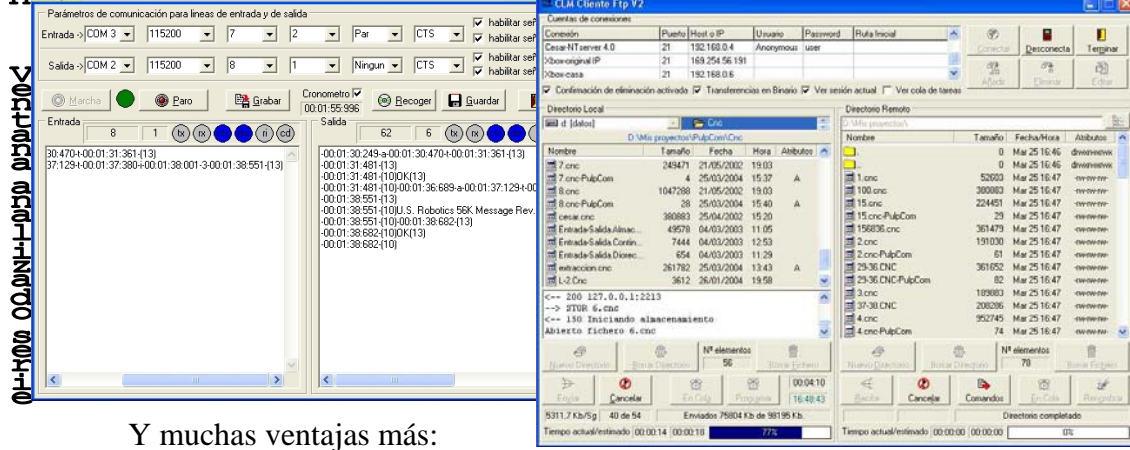 Ventana analizado serie
Parámetros de comunicación para lineas de entrada y de salida
Entrada -> COM 3 115200 7 2 Par CTS habilitar señ
habilitar señ
Salida -> COM 2 115200 8 1 Ningun CTS habilitar señ
habilitar señ
Marcha Paro Grabar Cronometro 00:01:55:996 Recoger Guardar
Entrada
8 1 tx rx ri cd
30:470-t-00:01:31:361-(13)
37:129-t-00:01:37:380-t-00:01:38:001-3-00:01:38:551-(13)
Salida
62 6 tx rx
-00:01:30:249-a-00:01:30:470-t-00:01:31:361-(13)
-00:01:31:481-(13)
-00:01:31:481-(10)OK(13)
-00:01:31:481-(10)-00:01:36:689-a-00:01:37:129-t-00
-00:01:38:551-(13)
-00:01:38:551-(10)U.S. Robotics 56K Message Rev.
-00:01:38:551-(10)-00:01:38:682-(13)
-00:01:38:682-(10)OK(13)
-00:01:38:682-(10)
Y muchas ventajas más:
CLM Cliente Ftp V2
Cuentas de conexiones
Conexión Puerto Host o IP Usuario Password Ruta Inicial
Cesar-NT server 4.0 21 192.168.0.4 Anonymous user
Xbox-original IP 21 169.254.56.191
Xbox-casa 21 192.168.0.6
Conectar Desconecta Terminar
Añadir Eliminar Editar
Confirmación de eliminación activada Transferencias en Binario Ver sesión actual Ver cola de tareas
Directorio Local
d: [datos] Cnc
D:\Mis proyectos\PulpCom\Cnc
Nombre Tamaño Fecha Hora Atributos
7.cnc 249471 21/05/2002 19:03
7.cnc-PulpCom 4 25/03/2004 15:37 A
8.cnc 1047288 21/05/2002 19:03
8.cnc-PulpCom 28 25/03/2004 15:40 A
cesar.cnc 380883 25/04/2002 15:20
Entrada-Salida Almac... 49578 04/03/2003 11:05
Entrada-Salida Contin... 7444 04/03/2003 12:53
Entrada-Salida Direc... 654 04/03/2003 11:29
extraccion.cnc 261782 25/03/2004 13:43 A
L-2.Cnc 3612 26/01/2004 19:58
<-- 200 127.0.0.1:2213
--> STOR 6.cnc
<-- 150 Iniciando almacenamiento
Abierto fichero 6.cnc
Nuevo Directorio Borrar Directorio Nº elementos 56 Borrar Fichero
Enviar Cancelar En Cola Programar 00:04:10
16:48:43
5311,7 Kb/Sg 40 de 54 Enviados 75804 Kb de 98195 Kb.
Tiempo actual/estimado 00:00:14 00:00:18 77%
Directorio Remoto
D:\Mis proyectos\
Nombre Tamaño Fecha/Hora Atributos
. 0 Mar 25 16:46
.. 0 Mar 25 16:46
1.cnc 52603 Mar 25 16:47
100.cnc 380883 Mar 25 16:47
15.cnc 224451 Mar 25 16:47
15.cnc-PulpCom 29 Mar 25 16:47
156836.cnc 361479 Mar 25 16:47
2.cnc 191030 Mar 25 16:47
2.cnc-PulpCom 61 Mar 25 16:47
29-36.CNC 361652 Mar 25 16:47
29-36.CNC-PulpCom 82 Mar 25 16:47
3.cnc 189883 Mar 25 16:47
37-38.CNC 208286 Mar 25 16:47
4.cnc 952745 Mar 25 16:47
4.cnc-PulpCom 74 Mar 25 16:47
Nuevo Directorio Borrar Directorio Nº elementos 70 Borrar Fichero
Recibir Cancelar Comandos En Cola
Directorio completado
Tiempo actual/estimado 00:00:00 00:00:00 0%